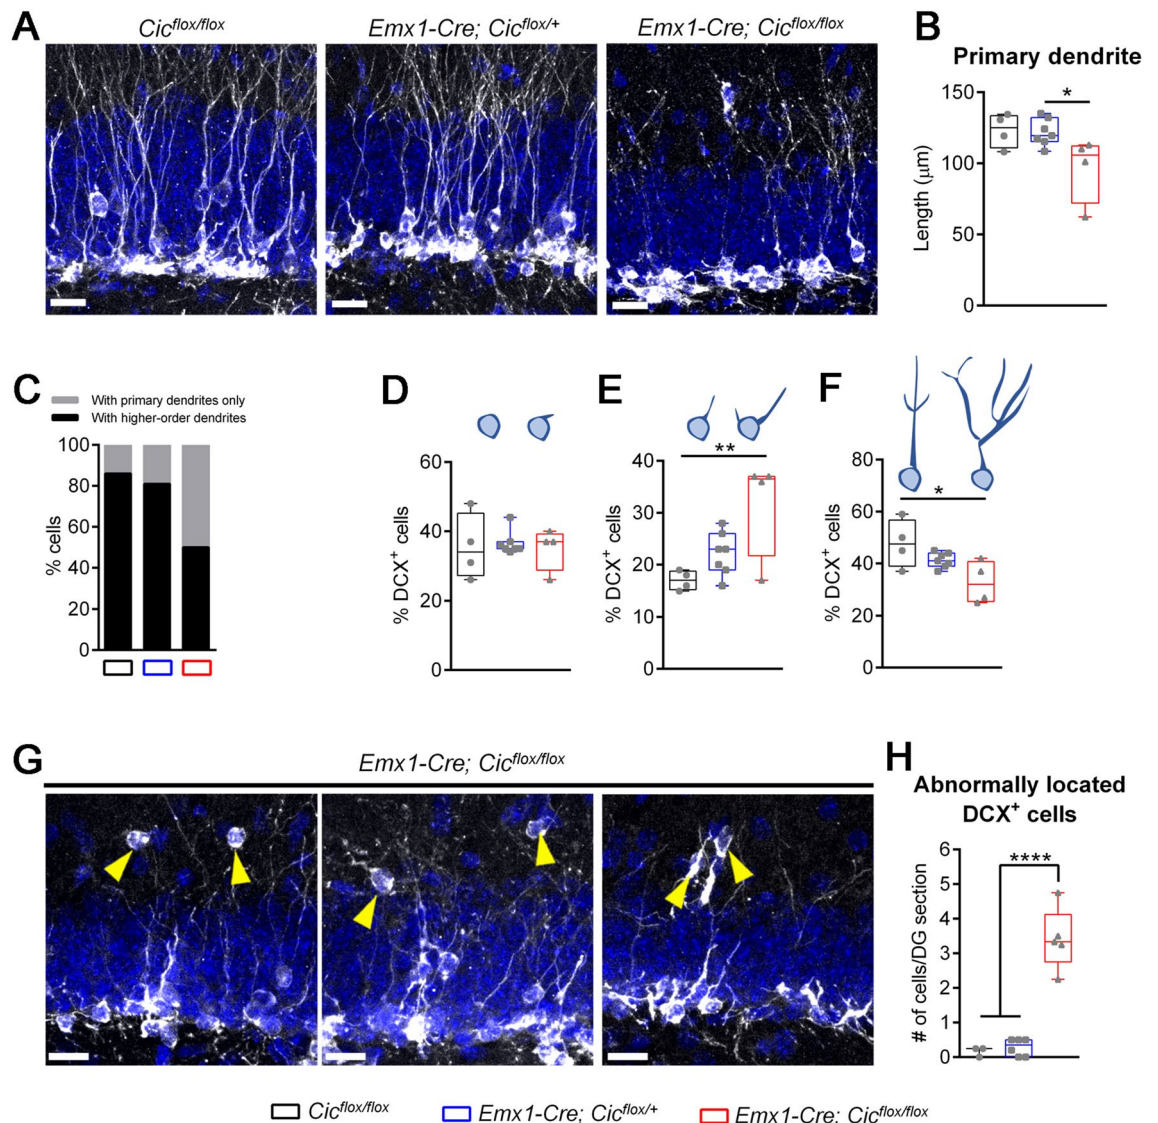 A
Cic^flox/flox
Emx1-Cre; Cic^flox/+
Emx1-Cre; Cic^flox/flox
B
Primary dendrite
*
150
100
50
0
Length (μm)
C
With primary dendrites only
With higher-order dendrites
100
80
60
40
20
0
% cells
D
60
40
20
0
% DCX+ cells
E
**
40
30
20
10
0
% DCX+ cells
F
*
80
60
40
20
0
% DCX+ cells
G
Emx1-Cre; Cic^flox/flox
H
Abnormally located
DCX+ cells
****
6
5
4
3
2
1
0
# of cells/DG section
Cic^flox/flox
Emx1-Cre; Cic^flox/+
Emx1-Cre; Cic^flox/flox